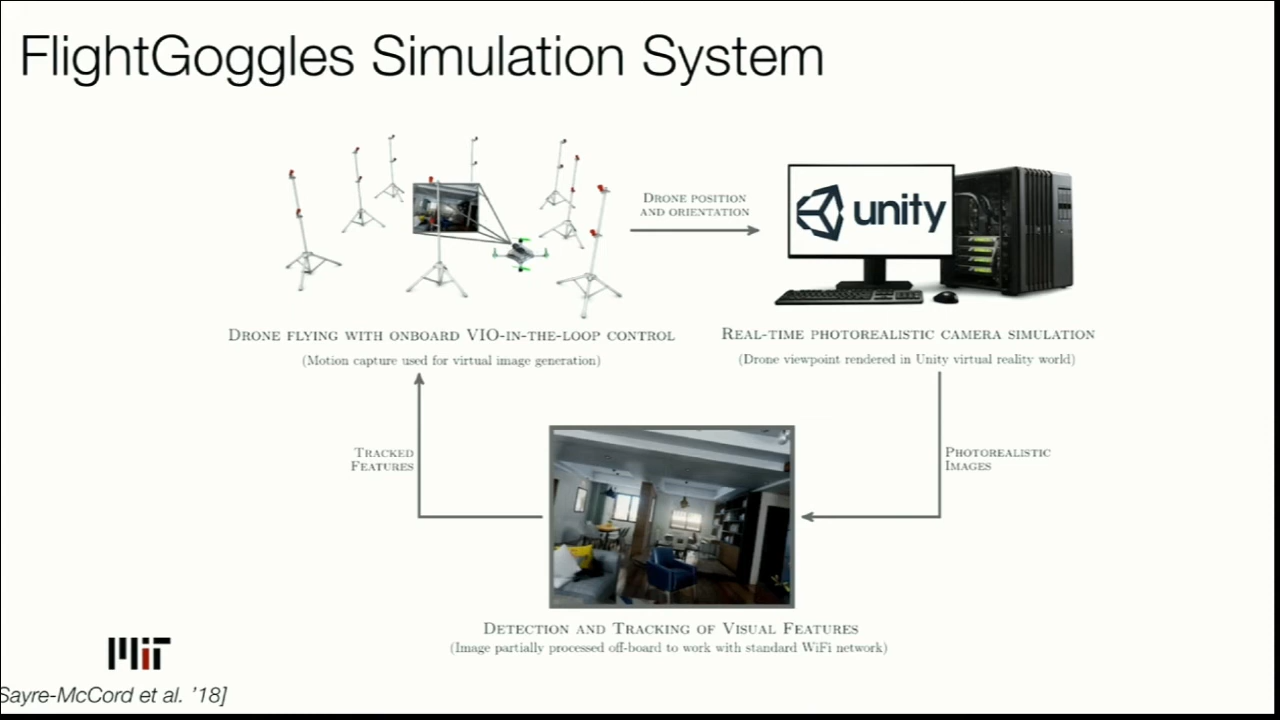 FlightGoggles Simulation System
DRONE POSITION
AND ORIENTATION
unity
DRONE FLYING WITH ONBOARD VIO-IN-THE-LOOP CONTROL
(Motion capture used for virtual image generation)
REAL-TIME PHOTOREALISTIC CAMERA SIMULATION
(Drone viewpoint rendered in Unity virtual reality world)
TRACKED
FEATURES
PHOTOREALISTIC
IMAGES
DETECTION AND TRACKING OF VISUAL FEATURES
(Image partially processed off-board to work with standard WiFi network)
MIT
Sayre-McCord et al. '18]